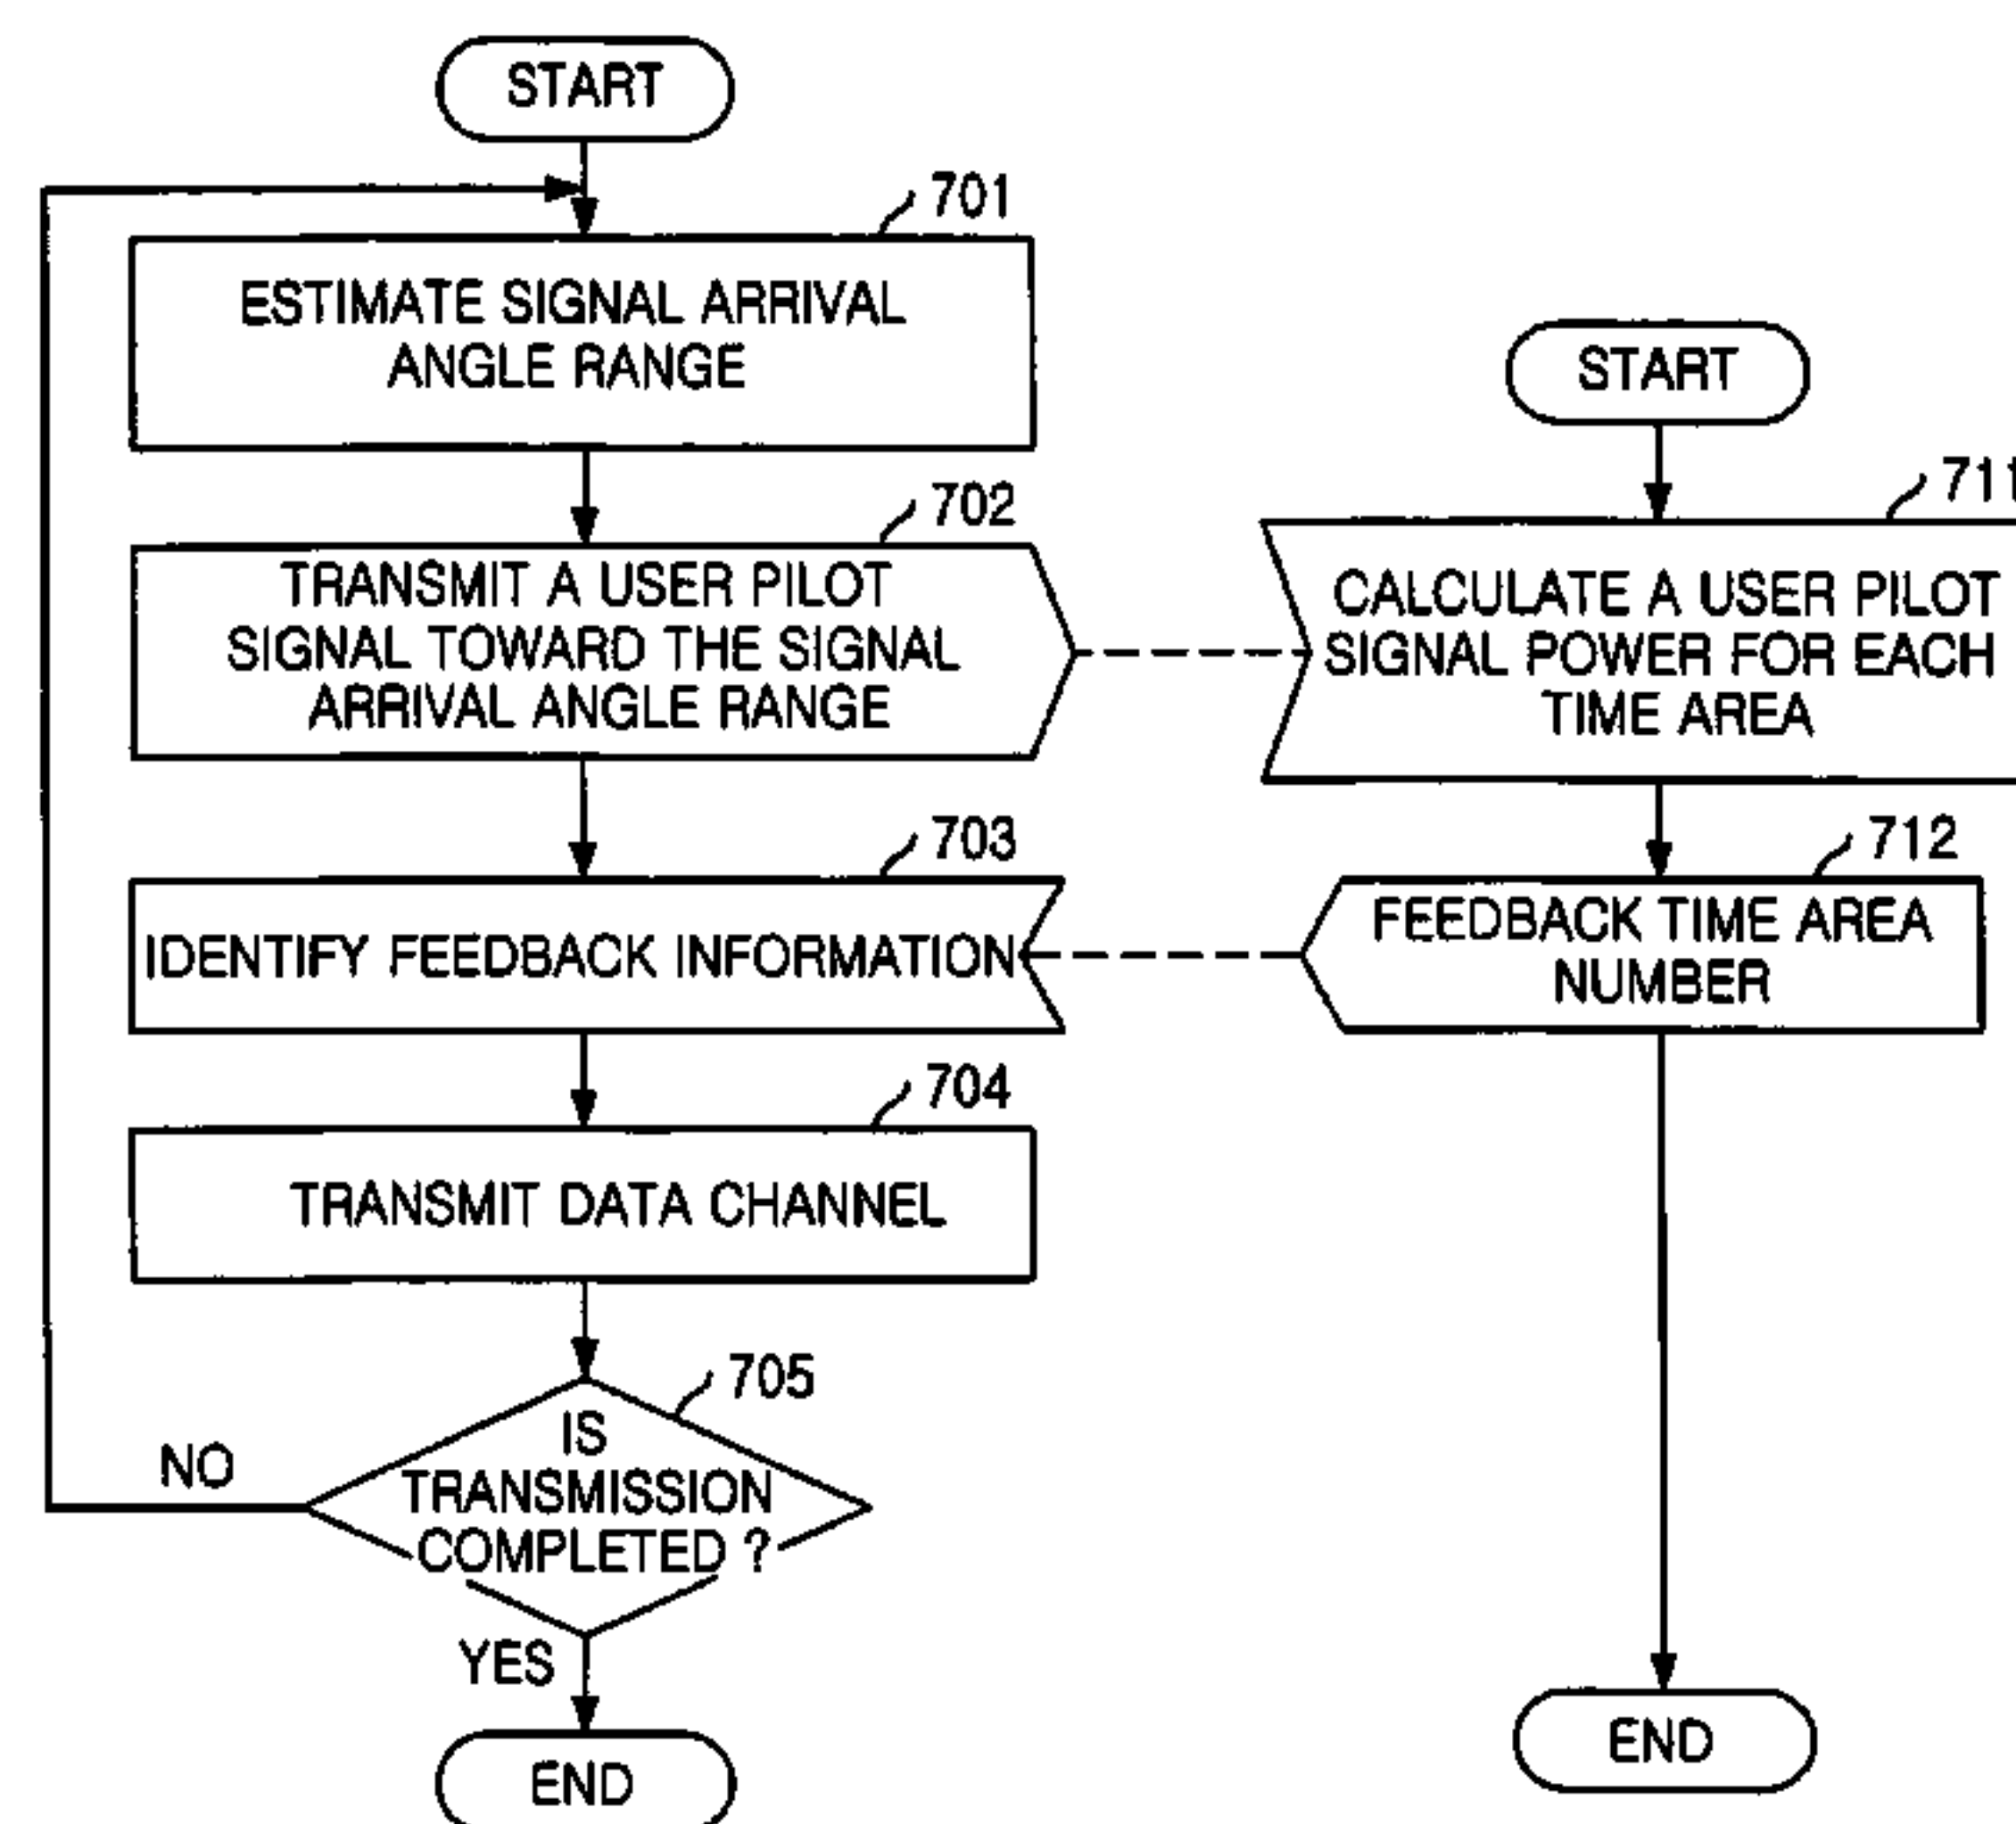 START
701
ESTIMATE SIGNAL ARRIVAL
ANGLE RANGE
702
TRANSMIT A USER PILOT
SIGNAL TOWARD THE SIGNAL
ARRIVAL ANGLE RANGE
703
IDENTIFY FEEDBACK INFORMATION
704
TRANSMIT DATA CHANNEL
705
IS
TRANSMISSION
COMPLETED ?
NO
YES
END
START
711
CALCULATE A USER PILOT
SIGNAL POWER FOR EACH
TIME AREA
712
FEEDBACK TIME AREA
NUMBER
END